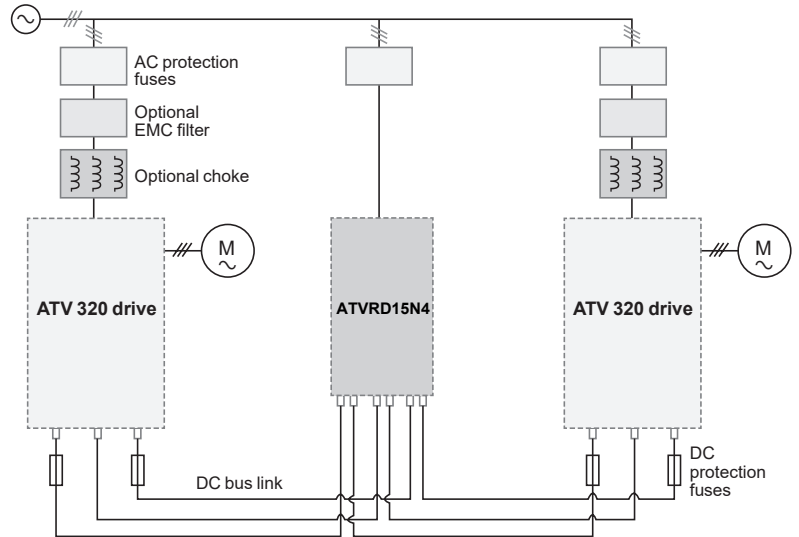 AC protection
fuses
Optional
EMC filter
Optional choke
M
M
ATV 320 drive
ATVRD15N4
ATV 320 drive
DC bus link
DC
protection
fuses